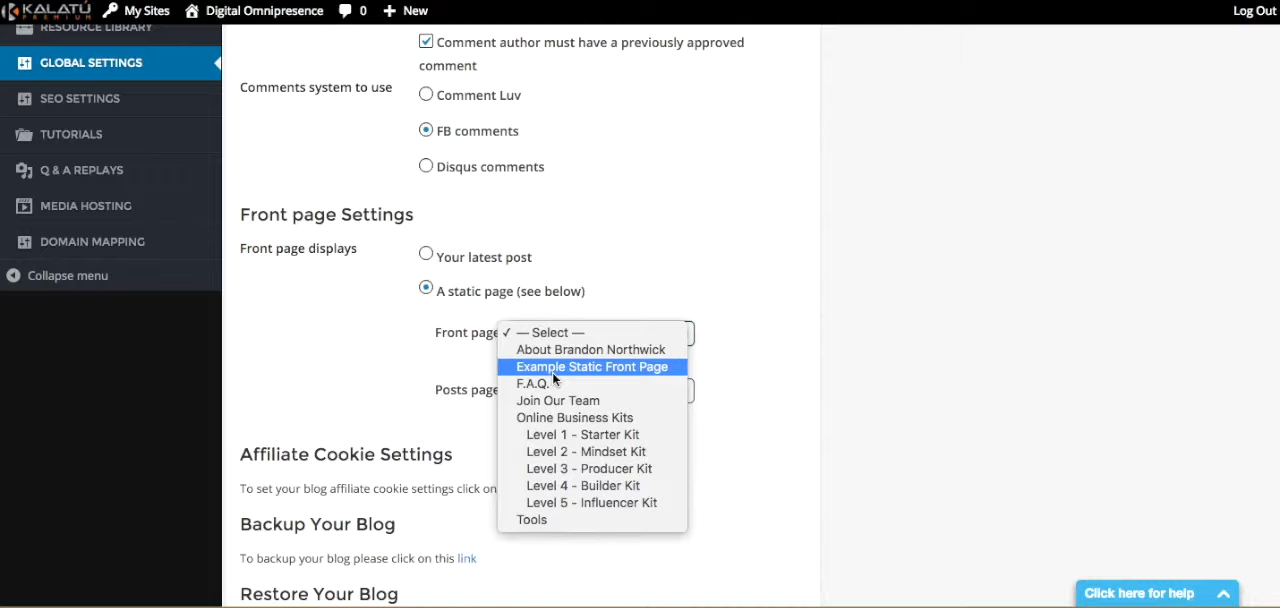 KALATÚ
PREMIUM
My Sites
Digital Omnipresence
0
New
Log Out
RESOURCE LIBRARY
GLOBAL SETTINGS
SEO SETTINGS
TUTORIALS
Q & A REPLAYS
MEDIA HOSTING
DOMAIN MAPPING
Collapse menu
Comment author must have a previously approved
comment
Comments system to use
Comment Luv
FB comments
Disqus comments
Front page Settings
Front page displays
Your latest post
A static page (see below)
Front page
— Select —
About Brandon Northwick
Example Static Front Page
F.A.Q.
Join Our Team
Online Business Kits
Level 1 - Starter Kit
Level 2 - Mindset Kit
Level 3 - Producer Kit
Level 4 - Builder Kit
Level 5 - Influencer Kit
Tools
Posts page
Affiliate Cookie Settings
To set your blog affiliate cookie settings click on
Backup Your Blog
To backup your blog please click on this link
Restore Your Blog
Click here for help